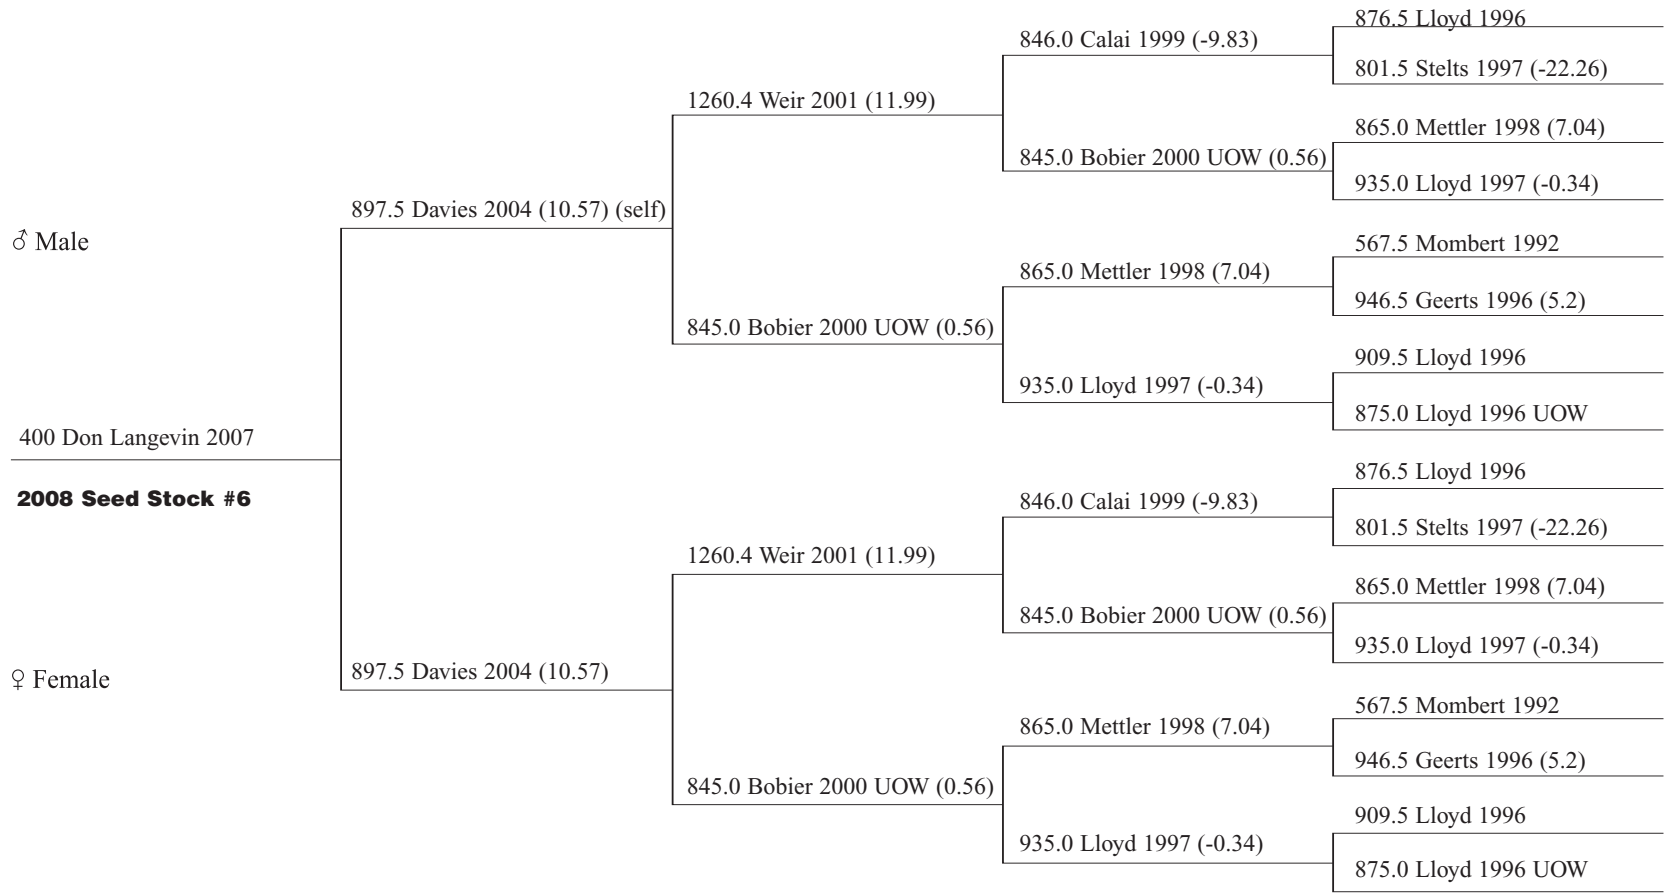 876.5 Lloyd 1996
846.0 Calai 1999 (-9.83)
801.5 Stelts 1997 (-22.26)
1260.4 Weir 2001 (11.99)
865.0 Mettler 1998 (7.04)
845.0 Bobier 2000 UOW (0.56)
935.0 Lloyd 1997 (-0.34)
897.5 Davies 2004 (10.57) (self)
♂ Male
567.5 Mombert 1992
865.0 Mettler 1998 (7.04)
946.5 Geerts 1996 (5.2)
845.0 Bobier 2000 UOW (0.56)
909.5 Lloyd 1996
935.0 Lloyd 1997 (-0.34)
875.0 Lloyd 1996 UOW
400 Don Langevin 2007
2008 Seed Stock #6
876.5 Lloyd 1996
846.0 Calai 1999 (-9.83)
801.5 Stelts 1997 (-22.26)
1260.4 Weir 2001 (11.99)
865.0 Mettler 1998 (7.04)
845.0 Bobier 2000 UOW (0.56)
935.0 Lloyd 1997 (-0.34)
897.5 Davies 2004 (10.57)
♀ Female
567.5 Mombert 1992
865.0 Mettler 1998 (7.04)
946.5 Geerts 1996 (5.2)
845.0 Bobier 2000 UOW (0.56)
909.5 Lloyd 1996
935.0 Lloyd 1997 (-0.34)
875.0 Lloyd 1996 UOW